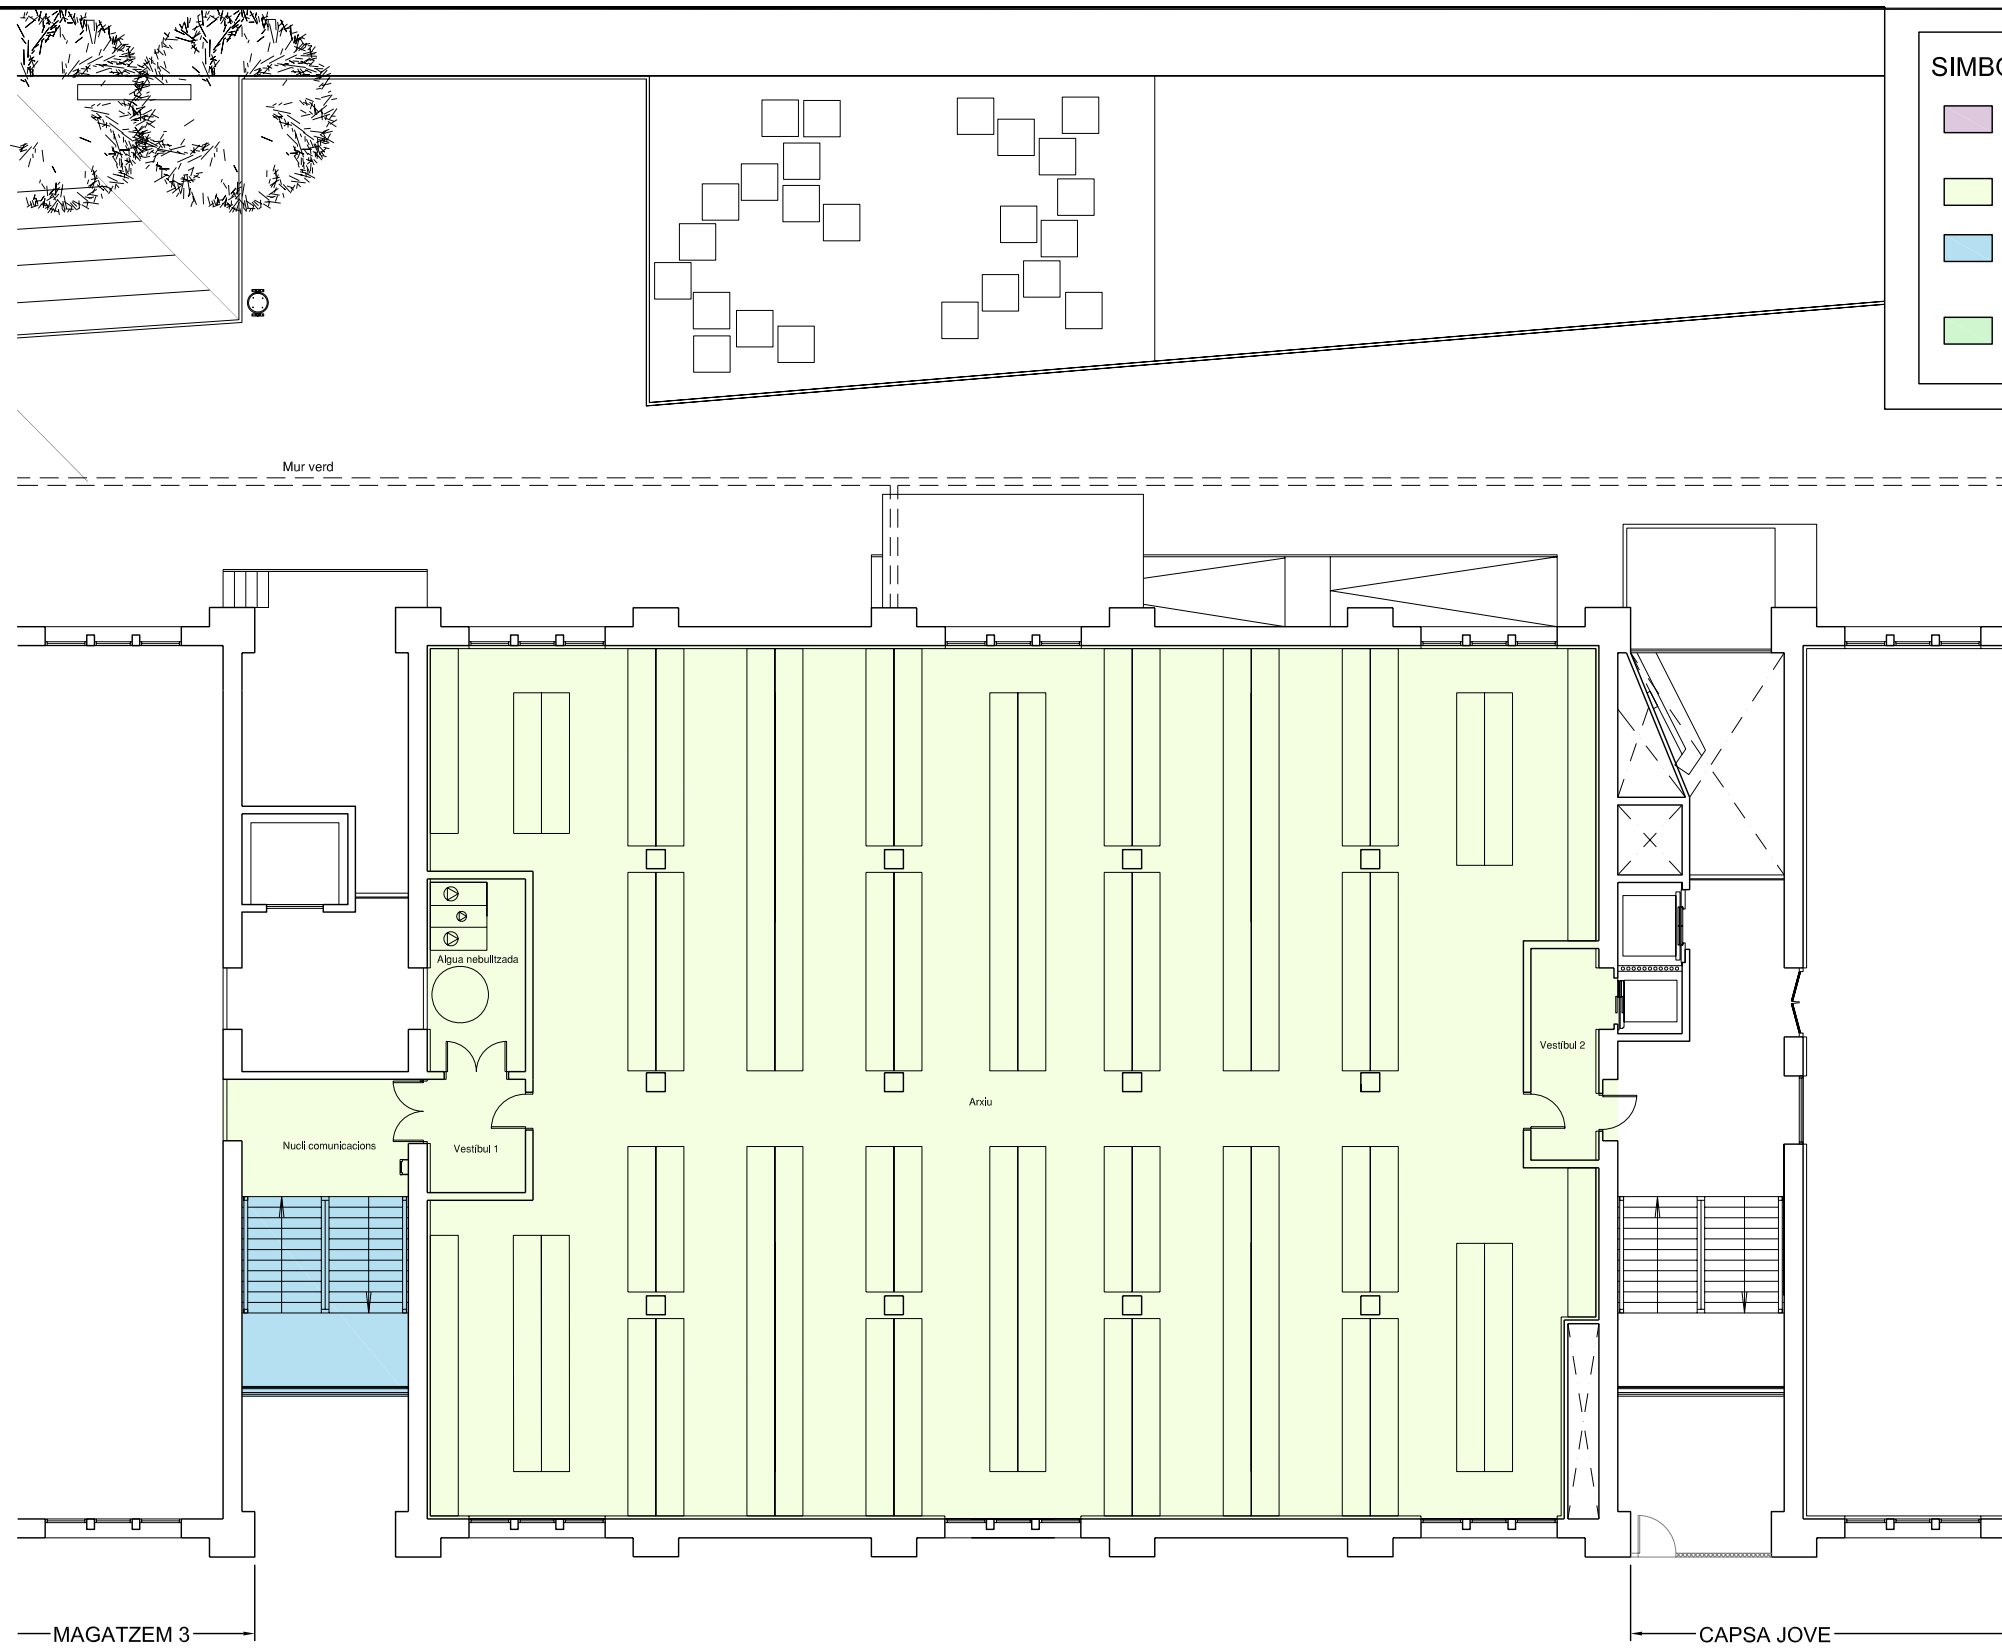 SIMBO
Mur verd
AIgua nebulItzada
Vestíbul 2
Arxiu
Nucli comunicacions
Vestíbul 1
MAGATZEM 3
CAPSA JOVE